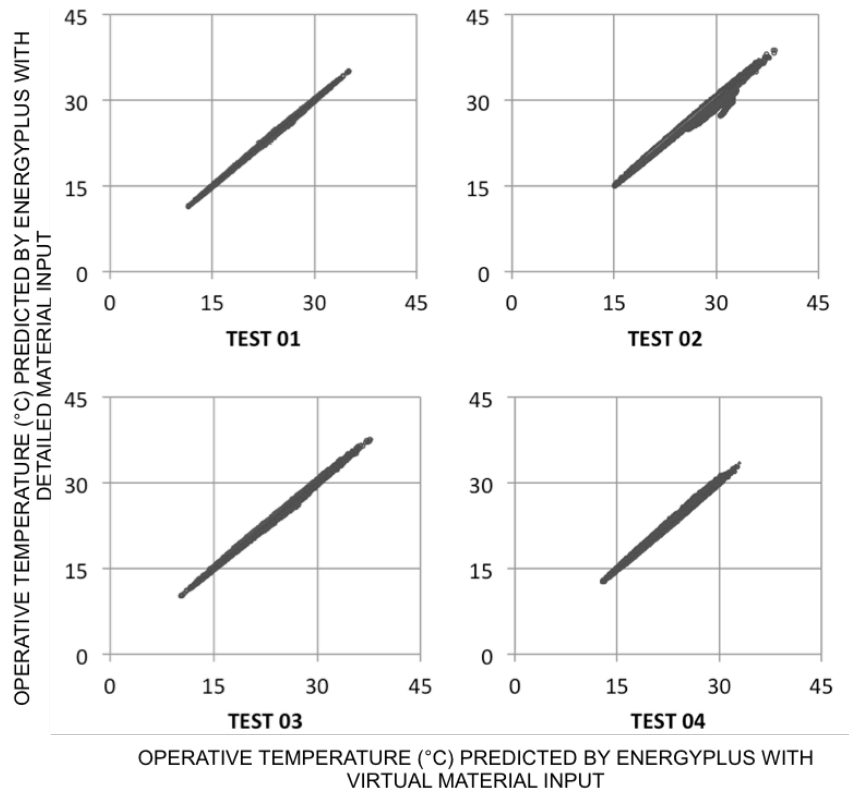 OPERATIVE TEMPERATURE (°C) PREDICTED BY ENERGYPLUS WITH
DETAILED MATERIAL INPUT
45
30
15
0
0 15 30 45
TEST 01
45
30
15
0
0 15 30 45
TEST 02
45
30
15
0
0 15 30 45
TEST 03
45
30
15
0
0 15 30 45
TEST 04
OPERATIVE TEMPERATURE (°C) PREDICTED BY ENERGYPLUS WITH
VIRTUAL MATERIAL INPUT